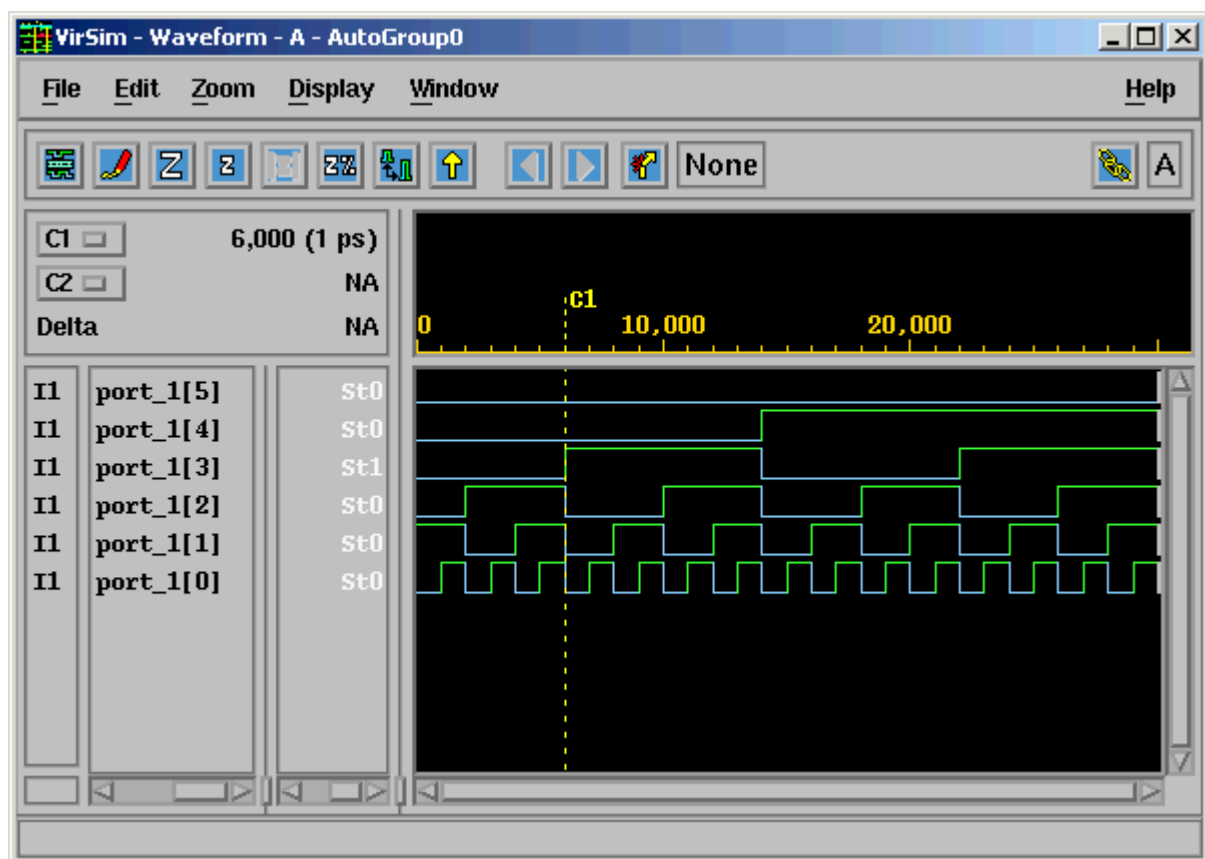 VirSim - Waveform - A - AutoGroup0
File Edit Zoom Display Window Help
Z z z% None A
C1 6,000 (1 ps)
C2 NA
Delta NA
C1
0 10,000 20,000
I1 port_1[5] St0
I1 port_1[4] St0
I1 port_1[3] St1
I1 port_1[2] St0
I1 port_1[1] St0
I1 port_1[0] St0